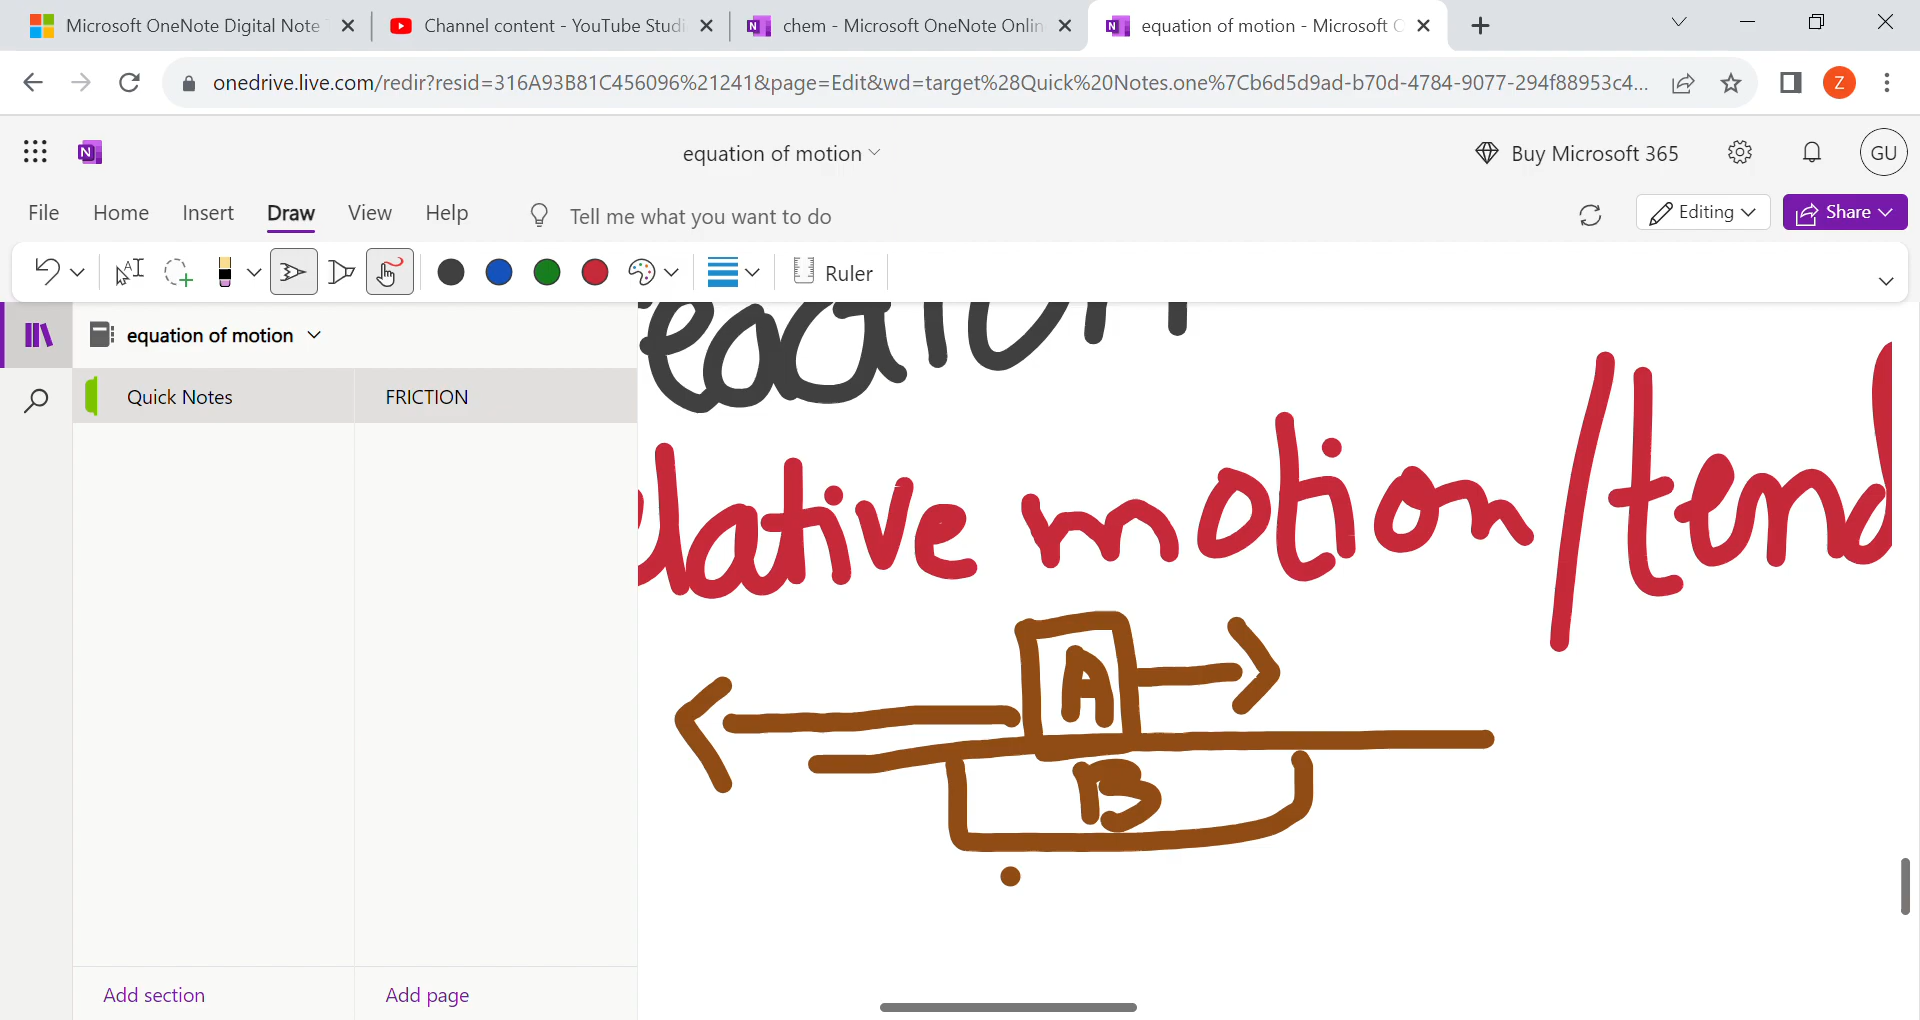 Microsoft OneNote Digital Note T
Channel content - YouTube Studi
chem - Microsoft OneNote Onlin
equation of motion - Microsoft O
onedrive.live.com/redir?resid=316A93B81C456096%21241&page=Edit&wd=target%28Quick%20Notes.one%7Cb6d5d9ad-b70d-4784-9077-294f88953c4...
Z
N
equation of motion
Buy Microsoft 365
GU
File Home Insert Draw View Help Tell me what you want to do
Editing Share
Ruler
equation of motion
Quick Notes FRICTION
eaction
elative motion/tend
A
B
Add section Add page